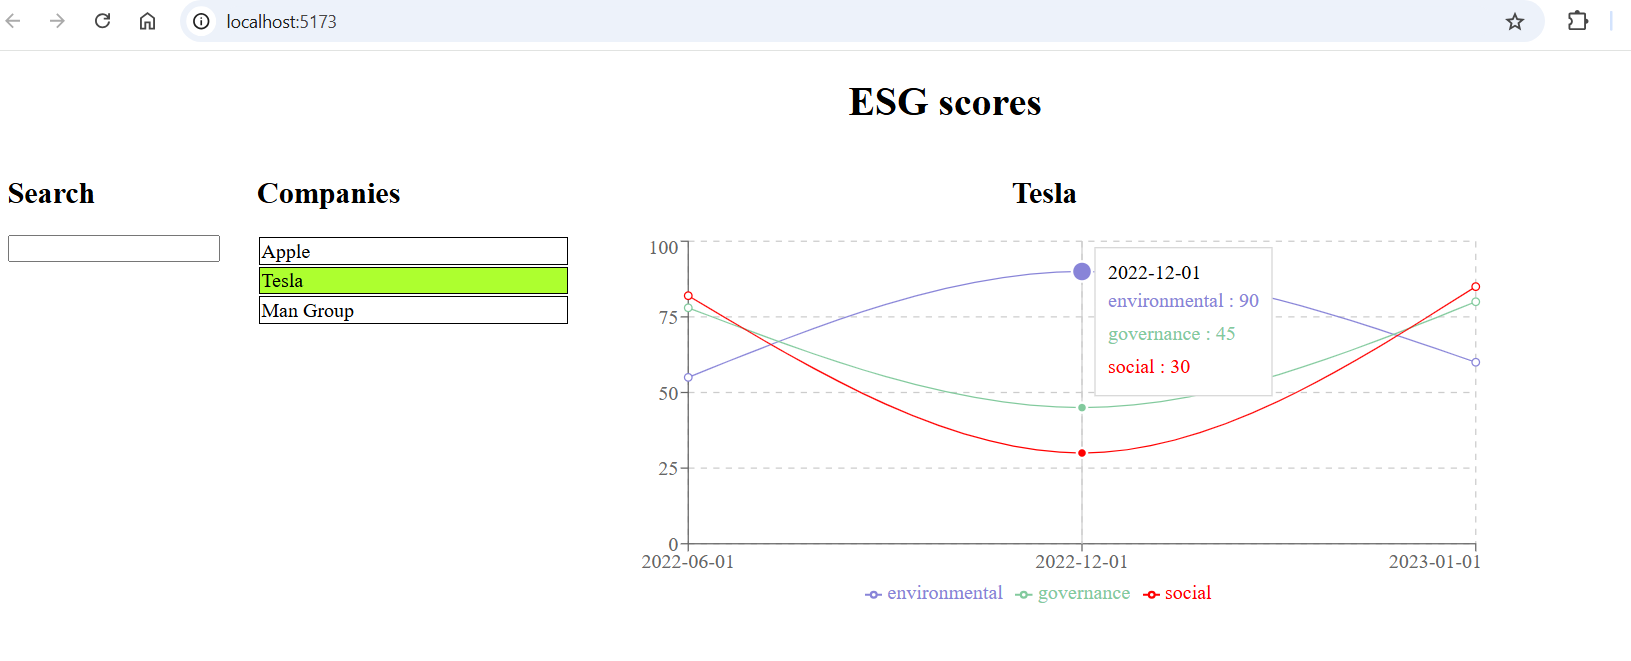 localhost:5173
ESG scores
Search
Companies
Apple
Tesla
Man Group
Tesla
100
75
50
25
0
2022-12-01
environmental : 90
governance : 45
social : 30
2022-06-01 2022-12-01 2023-01-01
environmental governance social